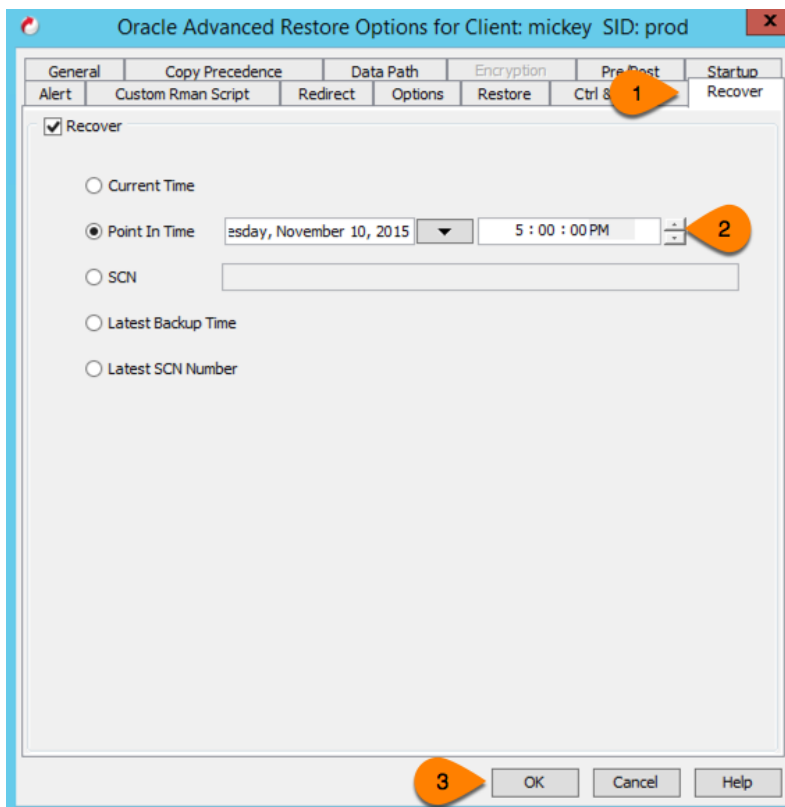 Oracle Advanced Restore Options for Client: mickey SID: prod
x
General Copy Precedence Data Path Encryption Pre/Post Startup
Alert Custom Rman Script Redirect Options Restore Ctrl & 1 Recover
Recover
Current Time
Point In Time esday, November 10, 2015 5 : 00 : 00 PM 2
SCN
Latest Backup Time
Latest SCN Number
3 OK Cancel Help